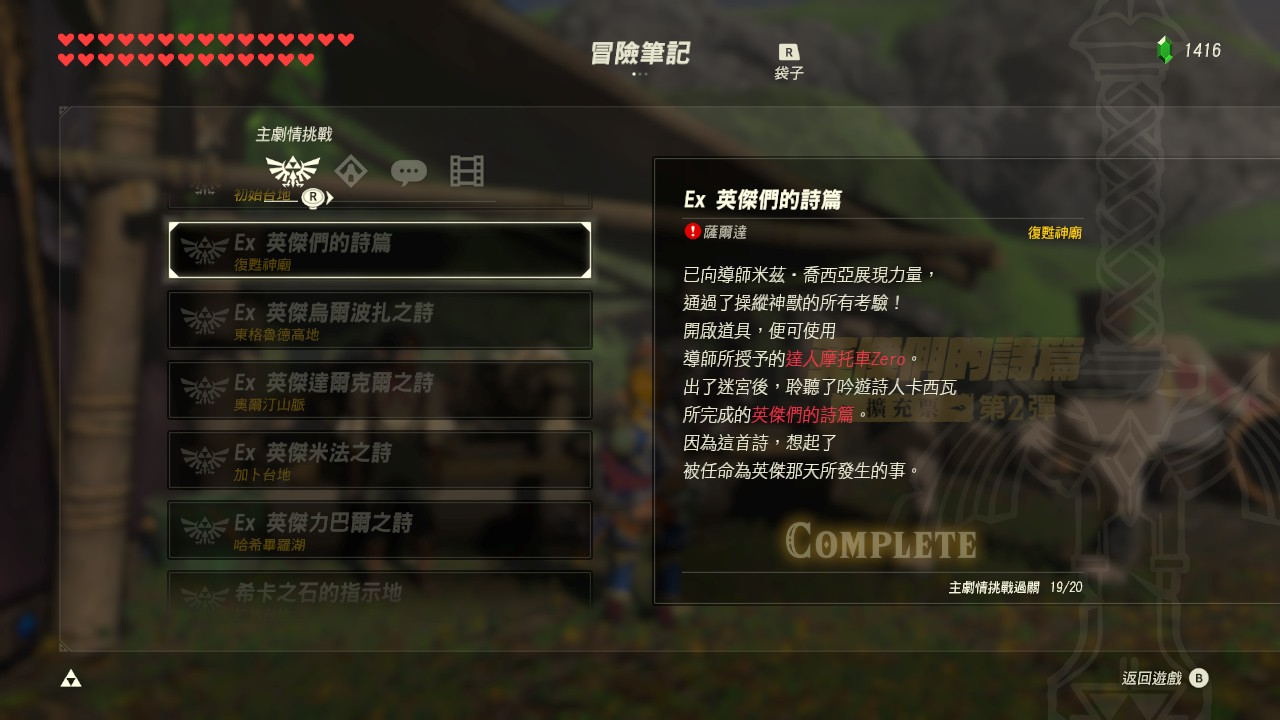 冒險筆記
R
袋子
1416
主劇情挑戰
R
初始台地
Ex 英傑們的詩篇
復甦神廟
Ex 英傑烏爾波扎之詩
東格魯德高地
Ex 英傑達爾克爾之詩
奧爾汀山脈
Ex 英傑米法之詩
加卜台地
Ex 英傑力巴爾之詩
哈希畢羅湖
希卡之石的指示地
Ex 英傑們的詩篇
薩爾達
復甦神廟
已向導師米茲·喬西亞展現力量，
通過了操縱神獸的所有考驗！
開啟道具，便可使用
導師所授予的達人摩托車Zero。
出了迷宮後，聆聽了吟遊詩人卡西瓦
所完成的英傑們的詩篇。
因為這首詩，想起了
被任命為英傑那天所發生的事。
英傑們的詩篇
第2彈
COMPLETE
主劇情挑戰過關 19/20
返回遊戲 B